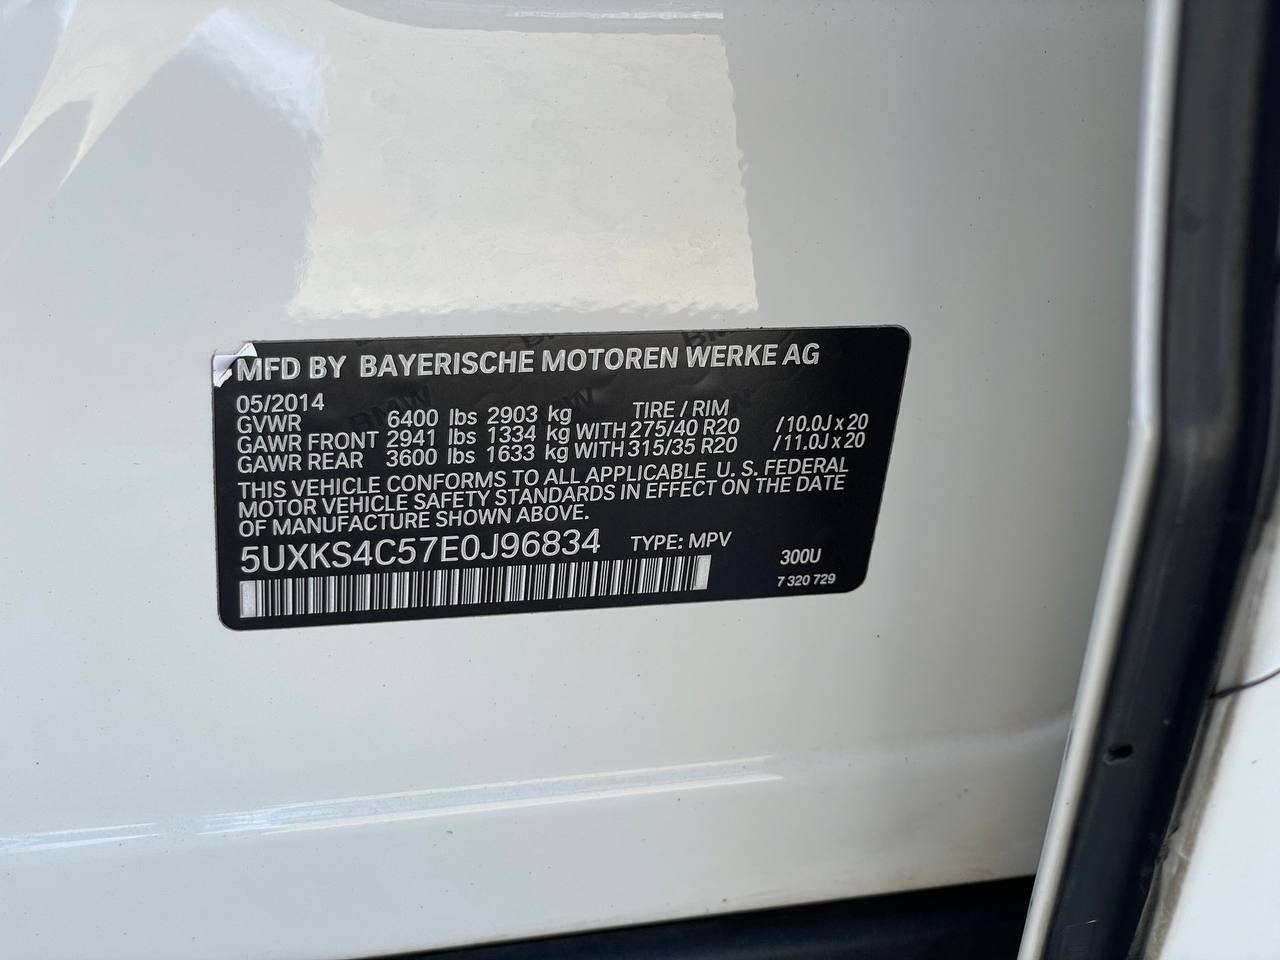 MFD BY BAYERISCHE MOTOREN WERKE AG
05/2014
GVWR 6400 lbs 2903 kg TIRE / RIM
GAWR FRONT 2941 lbs 1334 kg WITH 275/40 R20 /10.0J x 20
GAWR REAR 3600 lbs 1633 kg WITH 315/35 R20 /11.0J x 20
THIS VEHICLE CONFORMS TO ALL APPLICABLE U. S. FEDERAL
MOTOR VEHICLE SAFETY STANDARDS IN EFFECT ON THE DATE
OF MANUFACTURE SHOWN ABOVE.
5UXKS4C57E0J96834 TYPE: MPV 300U
7 320 729